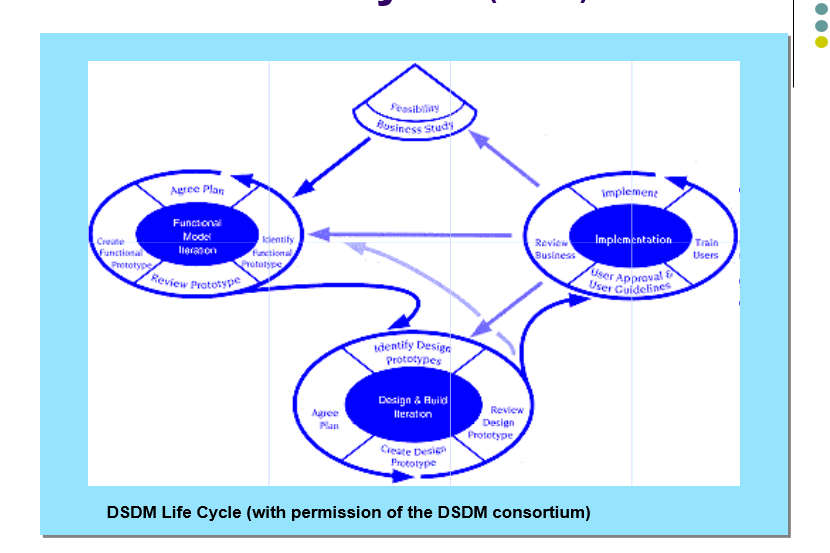 Feasibility
Business Study
Agree Plan
Functional
Model
Iteration
Create
Functional
Prototype
Identify
Functional
Prototype
Review Prototype
Implement
Implementation
Review
Business
Train
Users
User Approval &
User Guidelines
Identify Design
Prototypes
Design & Build
Iteration
Agree
Plan
Review
Design
Prototype
Create Design
Prototype
DSDM Life Cycle (with permission of the DSDM consortium)